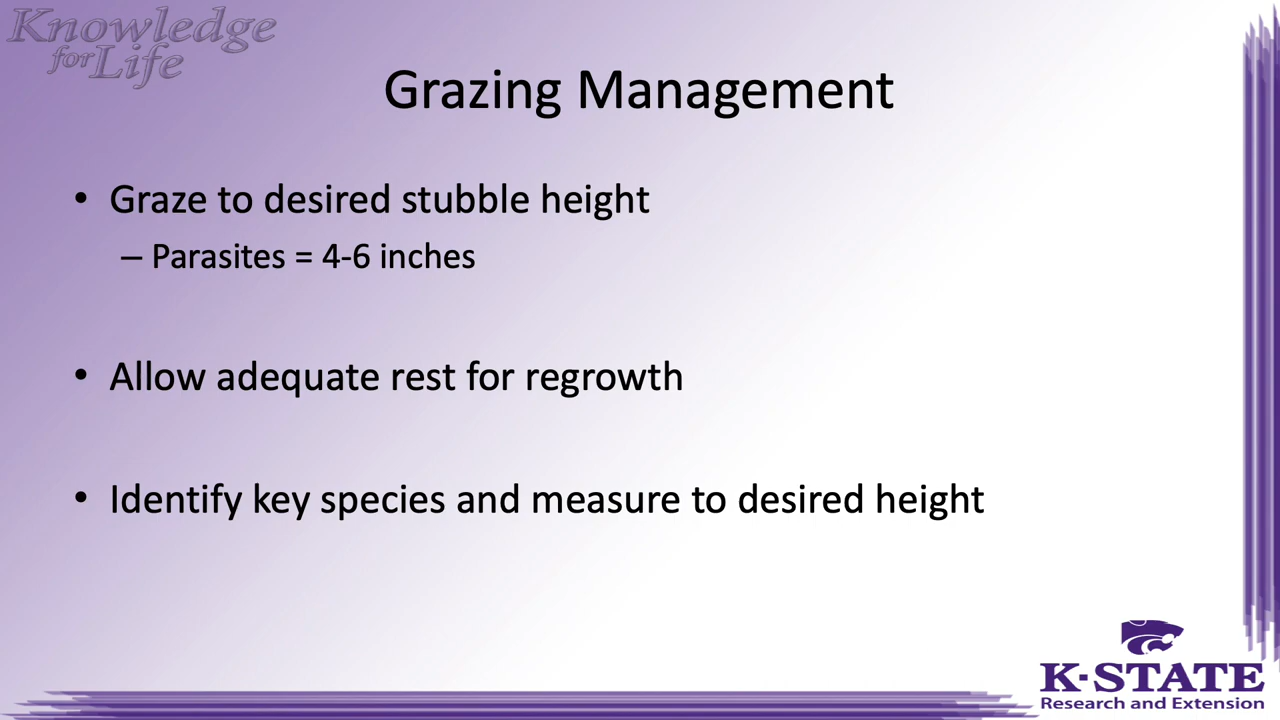 Knowledge
for Life
Grazing Management
• Graze to desired stubble height
– Parasites = 4-6 inches
• Allow adequate rest for regrowth
• Identify key species and measure to desired height
K-STATE
Research and Extension